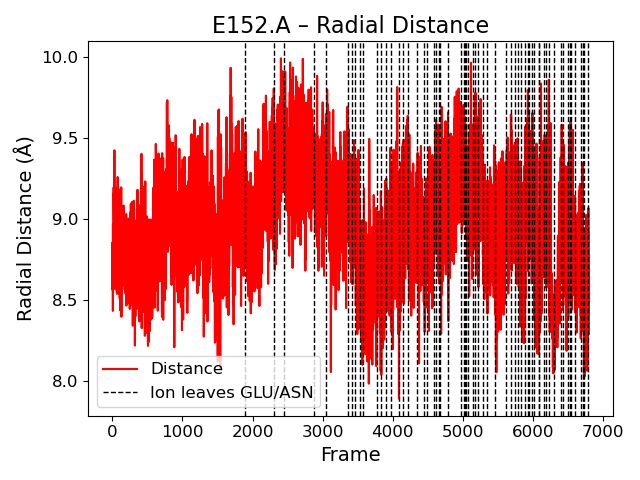 E152.A – Radial Distance
Radial Distance (Å)
10.0
9.5
9.0
8.5
8.0
Distance
Ion leaves GLU/ASN
0 1000 2000 3000 4000 5000 6000 7000
Frame